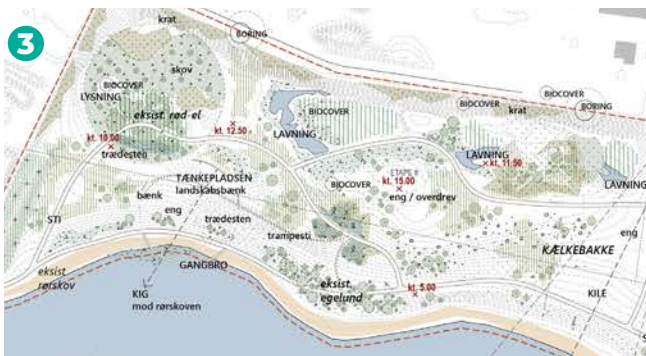 3
krat
BORING
skov
BIOCOVER
LYSNING
eksist. rød-el
kt. 12.50
BIOCOVER
LAVNING
kt. 10.00
trædesten
BIOCOVER
krat
BIOCOVER
BORING
LAVNING
kt. 11.50
LAVNING
TÆNKEPLADSEN
landskabsbænk
ETAPE II
kt. 15.00
BIOCOVER
eng / overdrev
bænk
eng
trædesten
STI
trampesti
eng
KÆLKEBAKKE
GANGBRO
eksist.
rørskov
KIG
mod rørskoven
eksist.
egelund
kt. 5.00
KILE
S